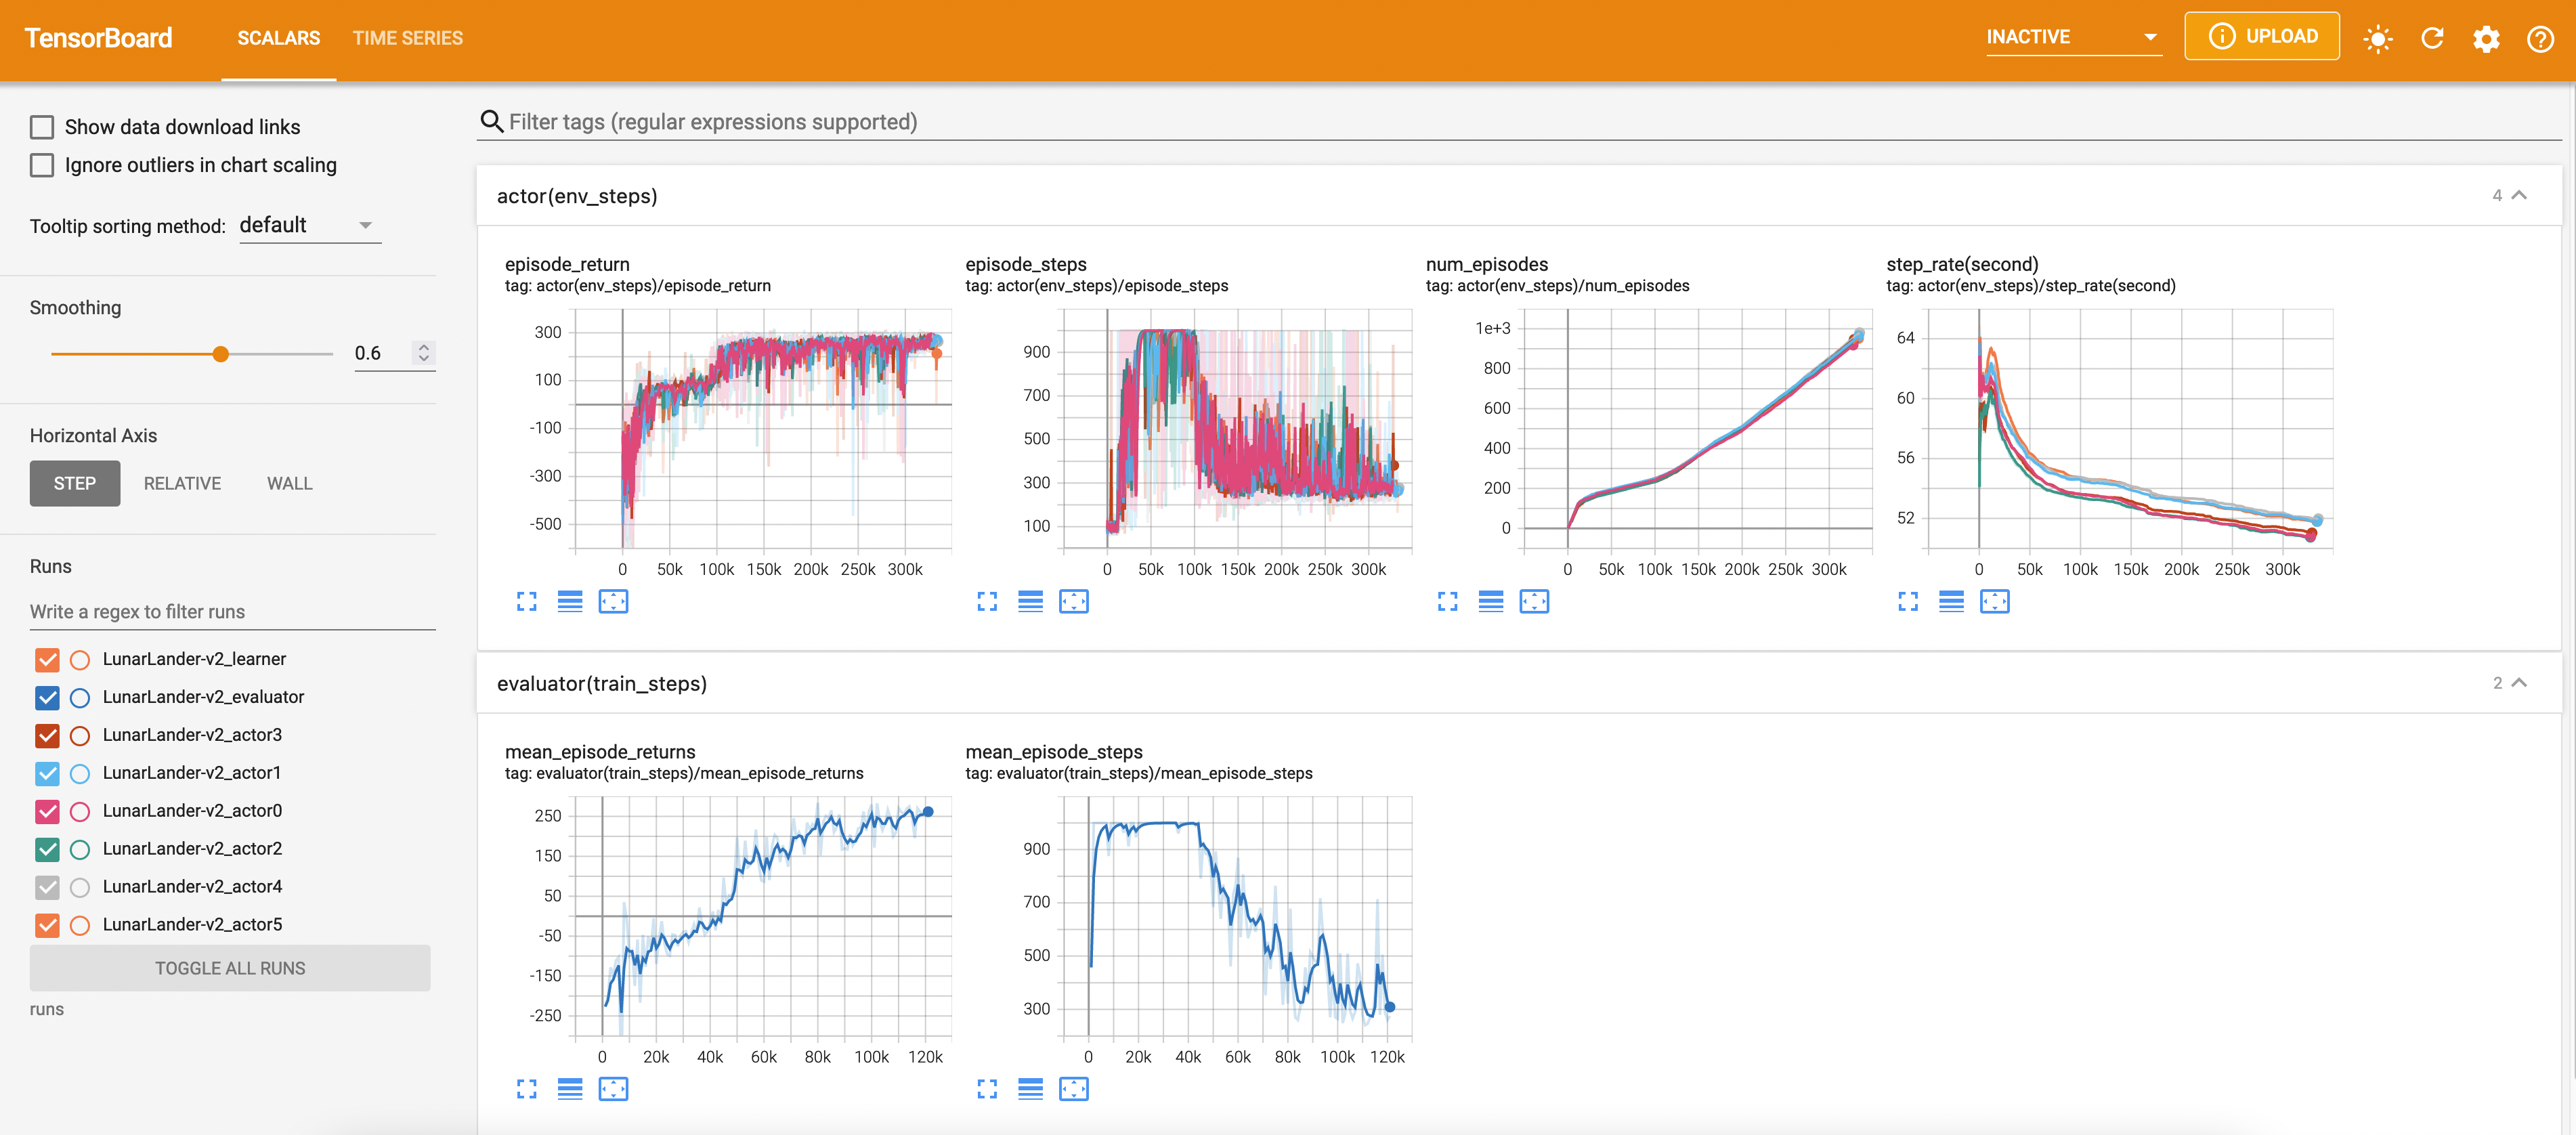 TensorBoard
SCALARS
TIME SERIES
INACTIVE
UPLOAD
Show data download links
Ignore outliers in chart scaling
Tooltip sorting method: default
Smoothing
0.6
Horizontal Axis
STEP RELATIVE WALL
Runs
Write a regex to filter runs
LunarLander-v2_learner
LunarLander-v2_evaluator
LunarLander-v2_actor3
LunarLander-v2_actor1
LunarLander-v2_actor0
LunarLander-v2_actor2
LunarLander-v2_actor4
LunarLander-v2_actor5
TOGGLE ALL RUNS
runs
Filter tags (regular expressions supported)
actor(env_steps)
4
episode_return
tag: actor(env_steps)/episode_return
300
100
-100
-300
-500
0 50k 100k 150k 200k 250k 300k
episode_steps
tag: actor(env_steps)/episode_steps
900
700
500
300
100
0 50k 100k 150k 200k 250k 300k
num_episodes
tag: actor(env_steps)/num_episodes
1e+3
800
600
400
200
0
0 50k 100k 150k 200k 250k 300k
step_rate(second)
tag: actor(env_steps)/step_rate(second)
64
60
56
52
0 50k 100k 150k 200k 250k 300k
evaluator(train_steps)
2
mean_episode_returns
tag: evaluator(train_steps)/mean_episode_returns
250
150
50
-50
-150
-250
0 20k 40k 60k 80k 100k 120k
mean_episode_steps
tag: evaluator(train_steps)/mean_episode_steps
900
700
500
300
0 20k 40k 60k 80k 100k 120k